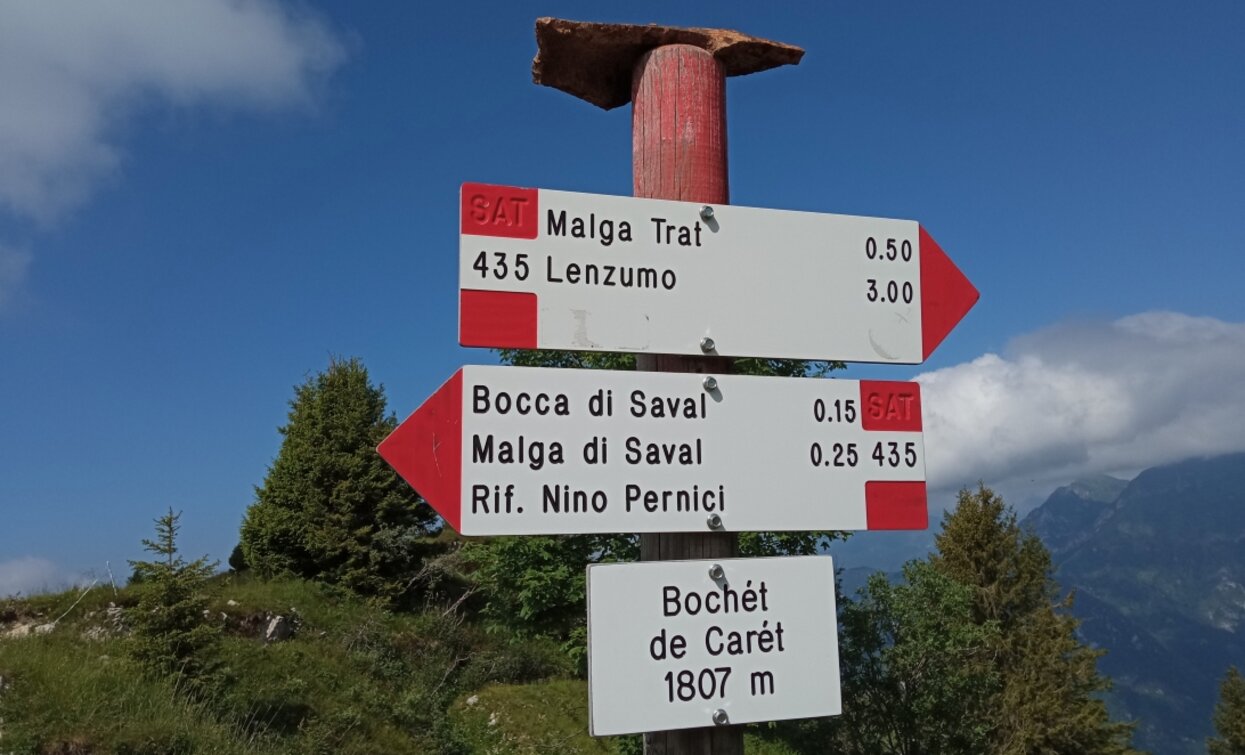 SAT Malga Trat 0.50
435 Lenzumo 3.00
Bocca di Saval 0.15 SAT
Malga di Saval 0.25 435
Rif. Nino Pernici
Bochét
de Carét
1807 m